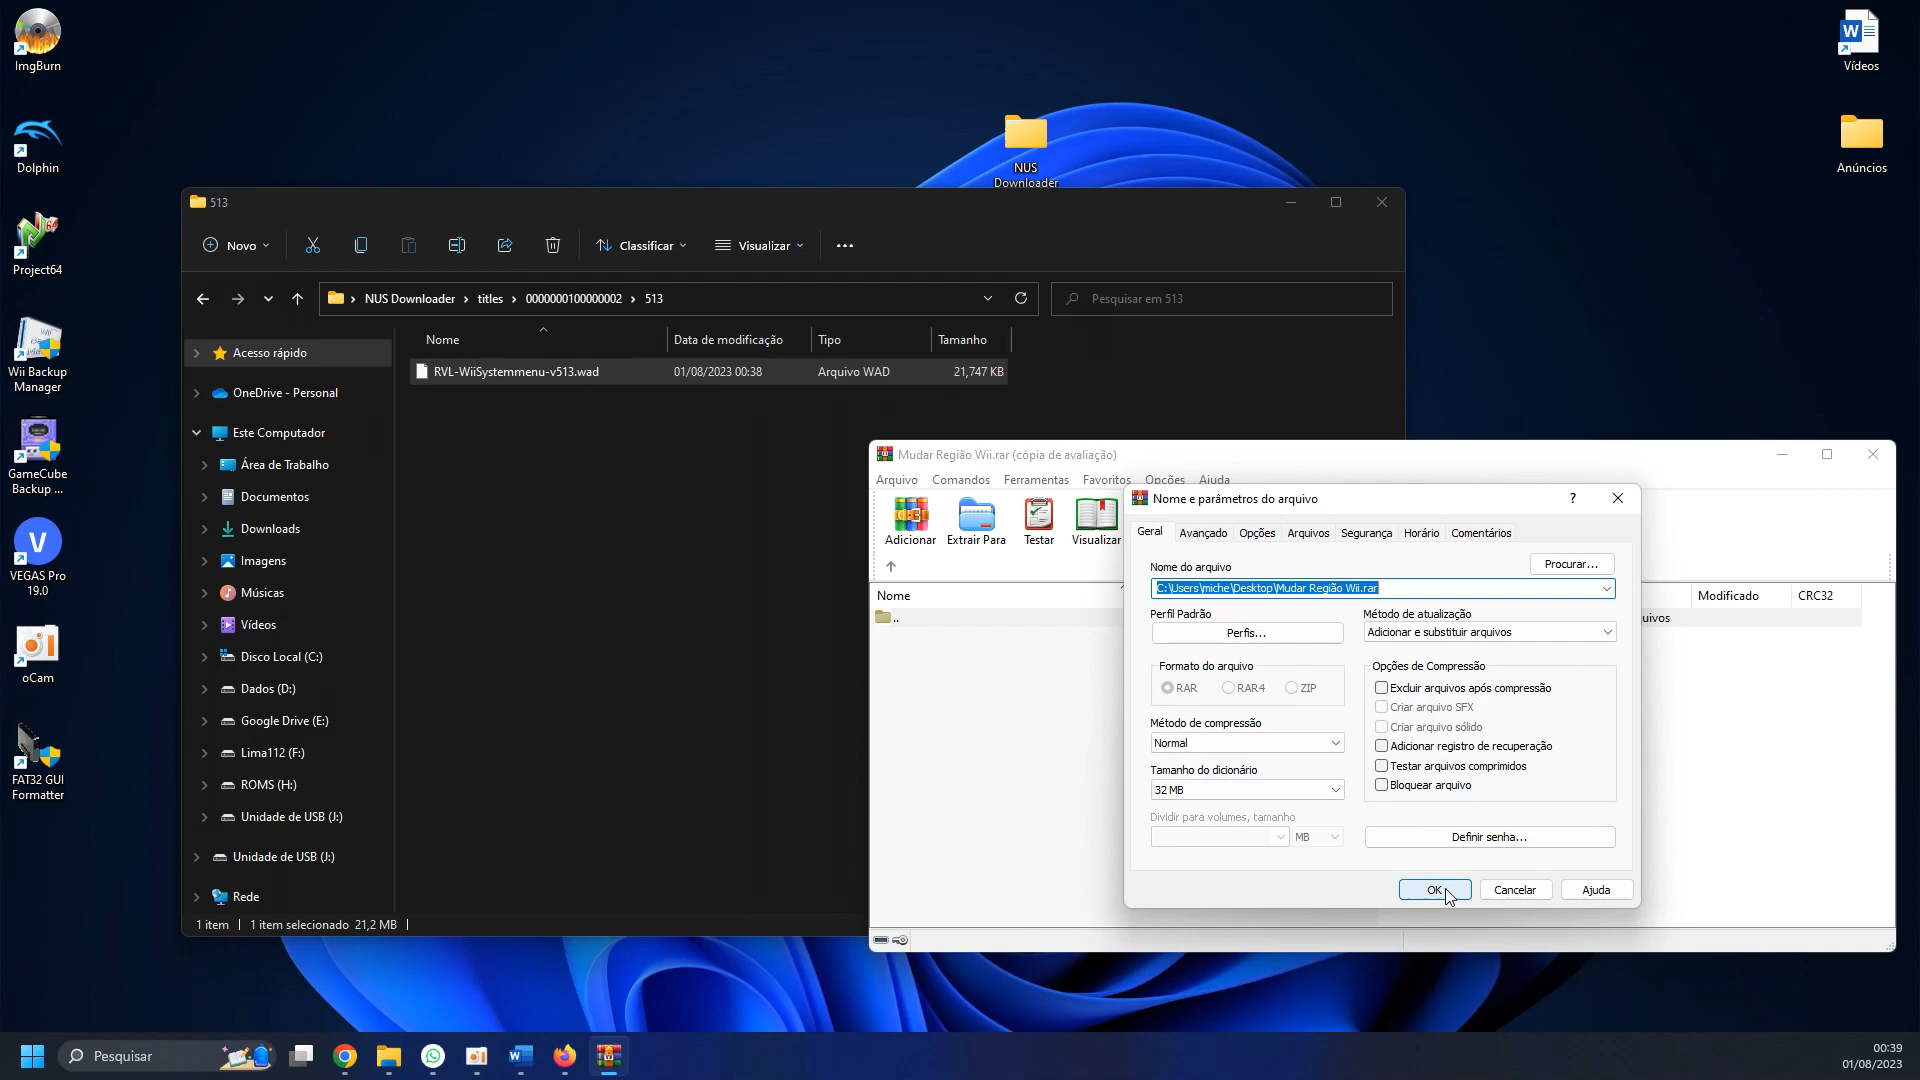 ImgBurn
Dolphin
Project64
Wii Backup
Manager
GameCube
Backup ...
VEGAS Pro
19.0
oCam
FAT32 GUI
Formatter
NUS
Downloader
Vídeos
Anúncios
513
Novo
Classificar
Visualizar
NUS Downloader > titles > 0000000100000002 > 513
Pesquisar em 513
Nome
Data de modificação
Tipo
Tamanho
RVL-WiiSystemmenu-v513.wad
01/08/2023 00:38
Arquivo WAD
21,747 KB
Acesso rápido
OneDrive - Personal
Este Computador
Área de Trabalho
Documentos
Downloads
Imagens
Músicas
Vídeos
Disco Local (C:)
Dados (D:)
Google Drive (E:)
Lima112 (F:)
ROMS (H:)
Unidade de USB (J:)
Unidade de USB (J:)
Rede
1 item | 1 item selecionado 21,2 MB |
Mudar Região Wii.rar (cópia de avaliação)
Arquivo Comandos Ferramentas Favoritos Opções Ajuda
Adicionar
Extrair Para
Testar
Visualizar
Nome
..
Modificado
CRC32
uivos
Nome e parâmetros do arquivo
?
Geral Avançado Opções Arquivos Segurança Horário Comentários
Nome do arquivo
Procurar...
C:\Users\miche\Desktop\Mudar Região Wii.rar
Perfil Padrão
Perfis...
Método de atualização
Adicionar e substituir arquivos
Formato do arquivo
RAR RAR4 ZIP
Método de compressão
Normal
Tamanho do dicionário
32 MB
Dividir para volumes, tamanho
MB
Opções de Compressão
Excluir arquivos após compressão
Criar arquivo SFX
Criar arquivo sólido
Adicionar registro de recuperação
Testar arquivos comprimidos
Bloquear arquivo
Definir senha...
OK
Cancelar
Ajuda
Pesquisar
00:39
01/08/2023